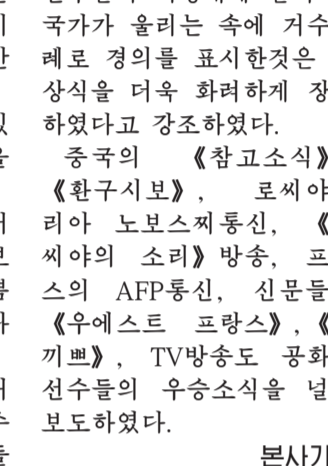 국가가 울리는 속에 거수
례로 경의를 표시한것은
상식을 더욱 화려하게 장
하였다고 강조하였다.
중국의 《참고소식》
《환구시보》, 로씨야
리아 노보스찌통신, 《
씨야의 소리》방송, 프
스의 AFP통신, 신문들
《우에스트 프랑스》, 《
끼쁘》, TV방송도 공화
선수들의 우승소식을 널
보도하였다.
본사기